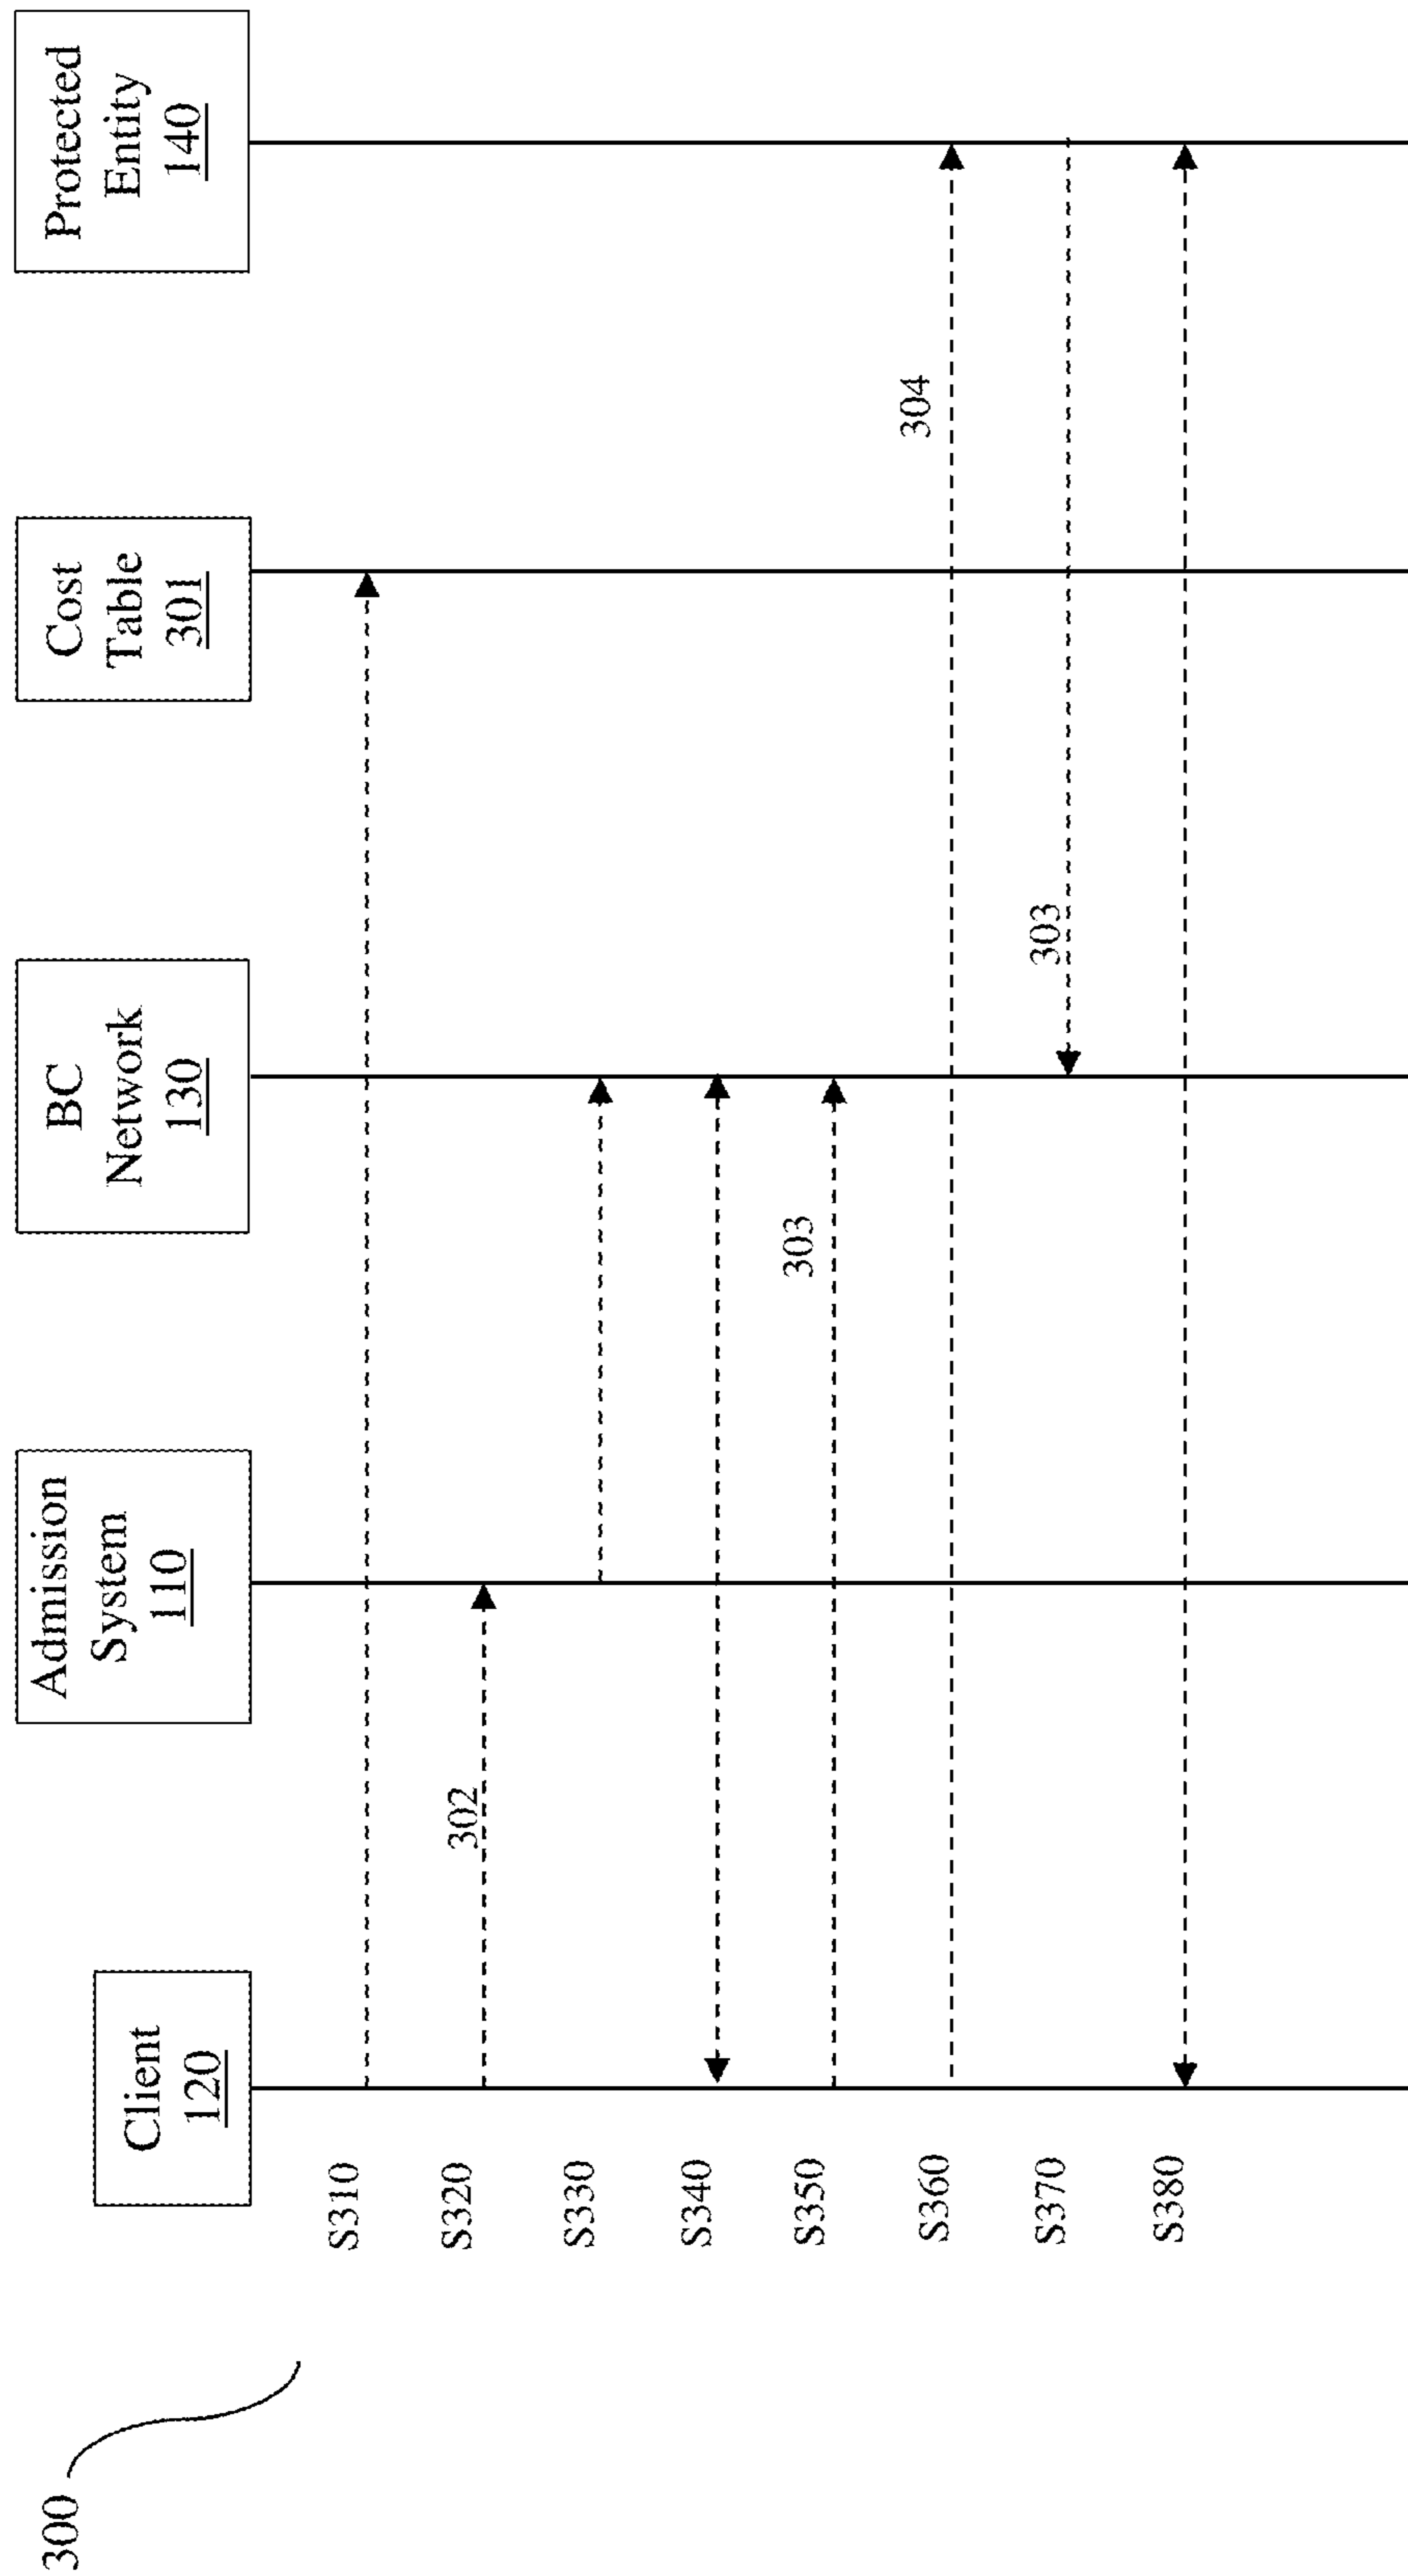 300
Client
120
Admission
System
110
BC
Network
130
Cost
Table
301
Protected
Entity
140
S310
S320
302
S330
S340
S350
303
S360
304
S370
303
S380